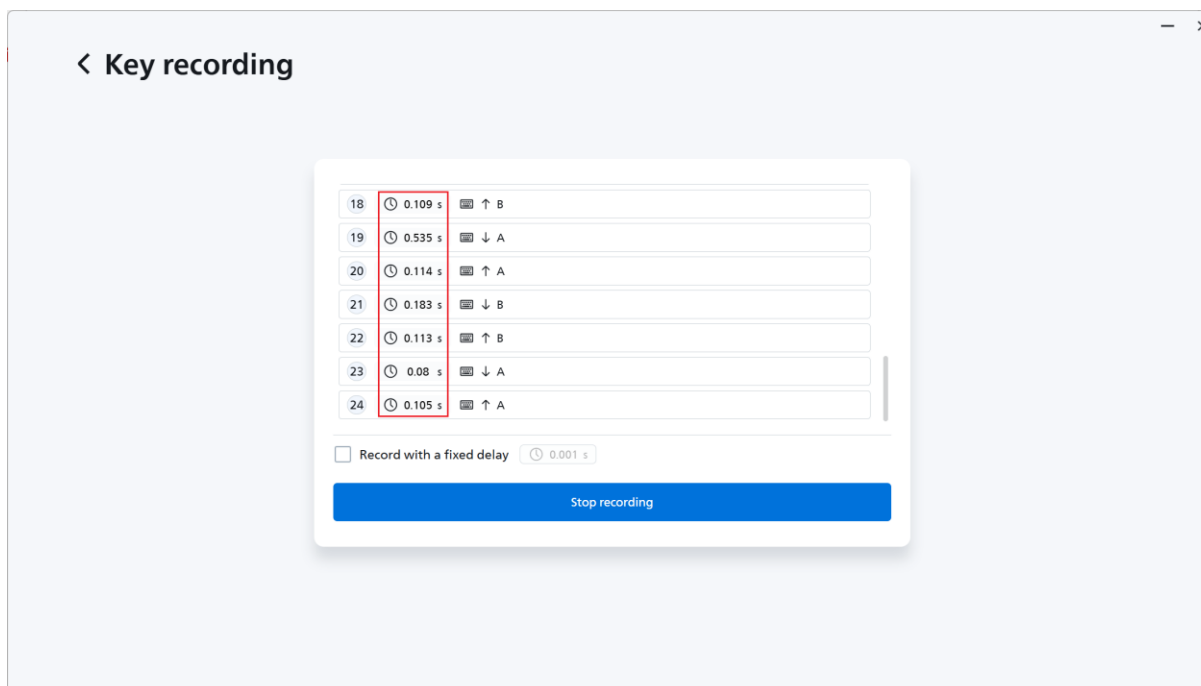 Key recording
18 0.109 s ↑ B
19 0.535 s ↓ A
20 0.114 s ↑ A
21 0.183 s ↓ B
22 0.113 s ↑ B
23 0.08 s ↓ A
24 0.105 s ↑ A
Record with a fixed delay 0.001 s
Stop recording